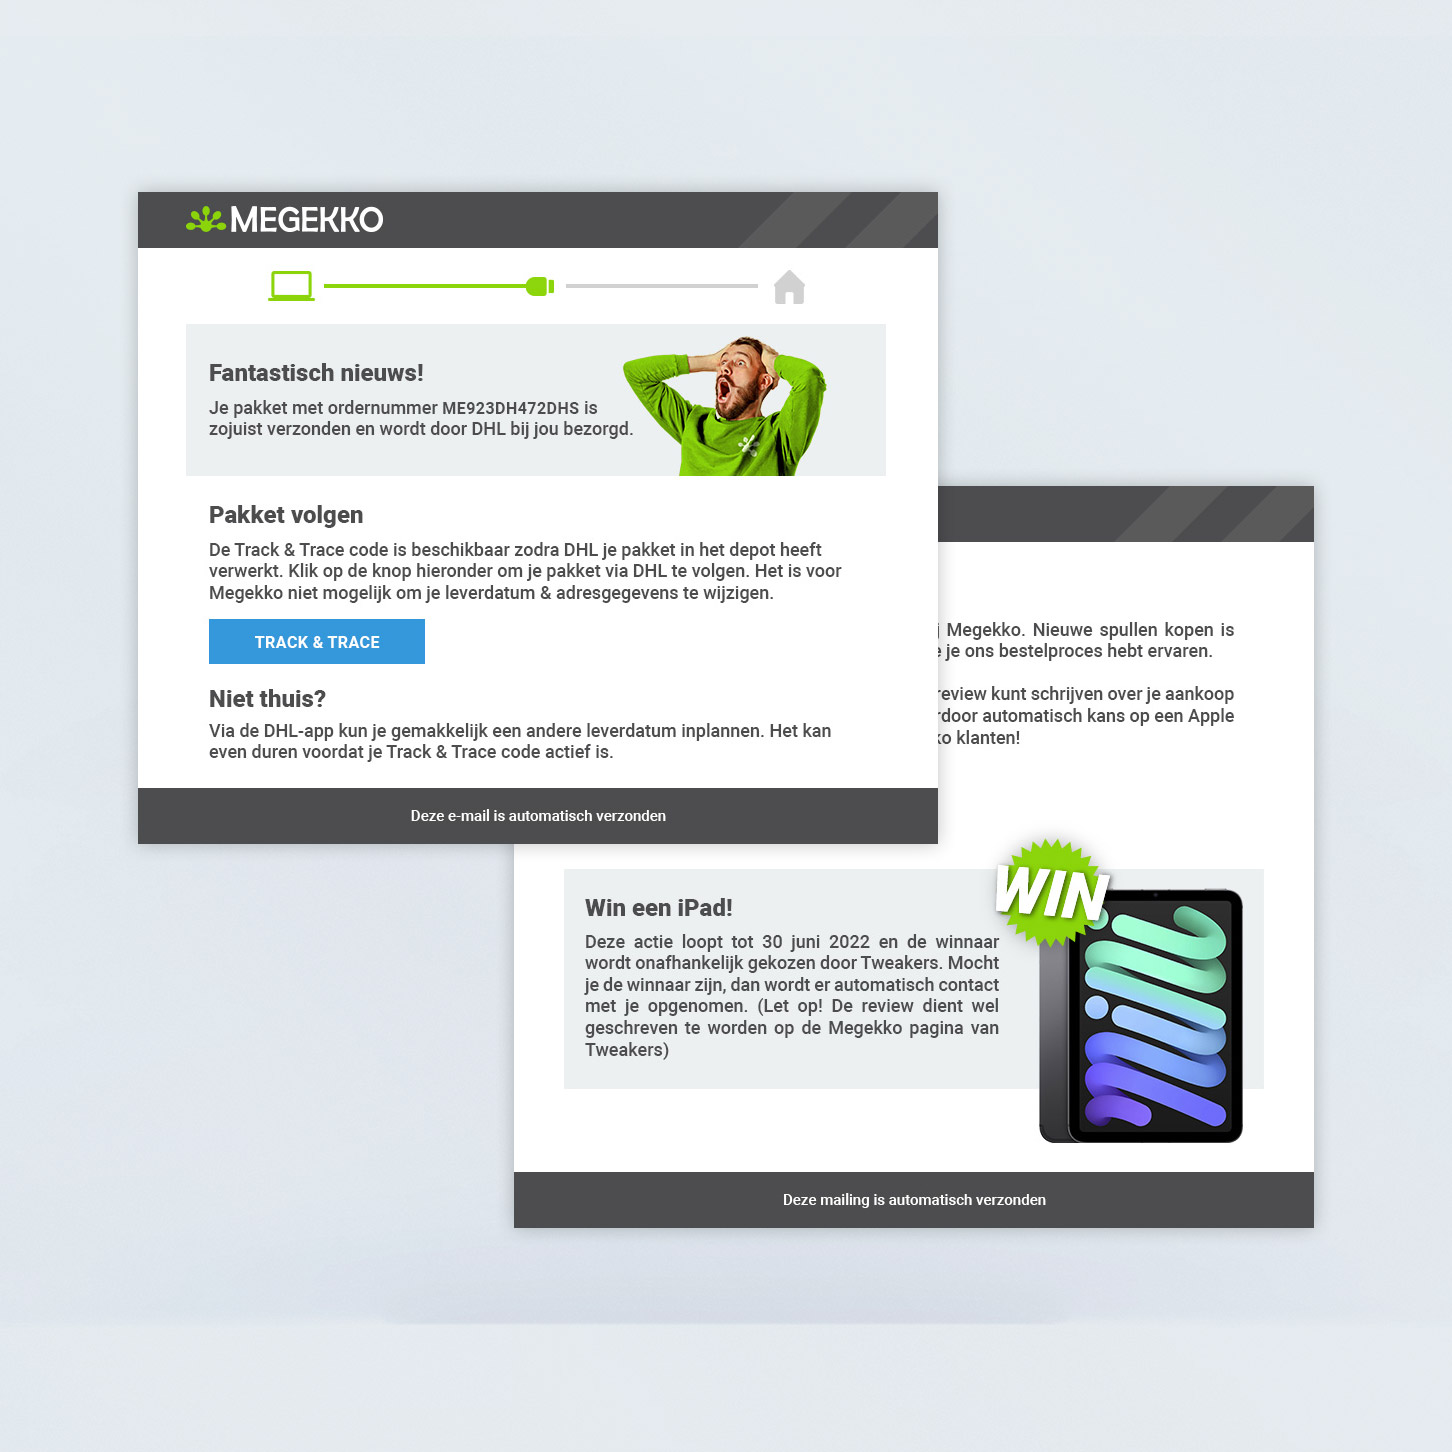 MEGEKKO
Fantastisch nieuws!
Je pakket met ordernummer ME923DH472DHS is
zojuist verzonden en wordt door DHL bij jou bezorgd.
Pakket volgen
De Track & Trace code is beschikbaar zodra DHL je pakket in het depot heeft
verwerkt. Klik op de knop hieronder om je pakket via DHL te volgen. Het is voor
Megekko niet mogelijk om je leverdatum & adresgegevens te wijzigen.
TRACK & TRACE
Niet thuis?
Via de DHL-app kun je gemakkelijk een andere leverdatum inplannen. Het kan
even duren voordat je Track & Trace code actief is.
Deze e-mail is automatisch verzonden
Megekko. Nieuwe spullen kopen is
je ons bestelproces hebt ervaren.
review kunt schrijven over je aankoop
rdoor automatisch kans op een Apple
ko klanten!
WIN
Win een iPad!
Deze actie loopt tot 30 juni 2022 en de winnaar
wordt onafhankelijk gekozen door Tweakers. Mocht
je de winnaar zijn, dan wordt er automatisch contact
met je opgenomen. (Let op! De review dient wel
geschreven te worden op de Megekko pagina van
Tweakers)
Deze mailing is automatisch verzonden